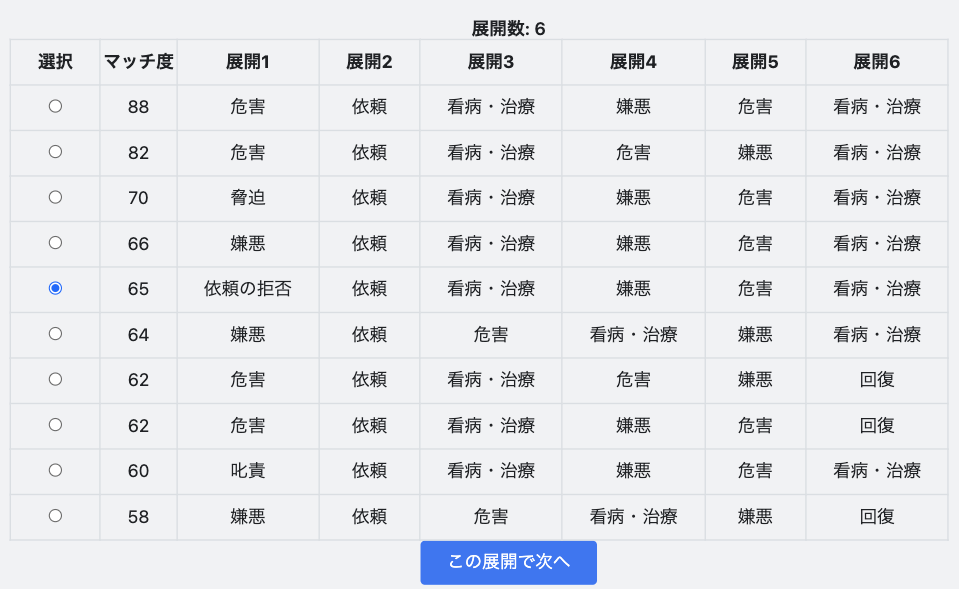 展開数: 6
選択 マッチ度 展開1 展開2 展開3 展開4 展開5 展開6
88 危害 依頼 看病・治療 嫌悪 危害 看病・治療
82 危害 依頼 看病・治療 危害 嫌悪 看病・治療
70 脅迫 依頼 看病・治療 嫌悪 危害 看病・治療
66 嫌悪 依頼 看病・治療 嫌悪 危害 看病・治療
65 依頼の拒否 依頼 看病・治療 嫌悪 危害 看病・治療
64 嫌悪 依頼 危害 看病・治療 嫌悪 看病・治療
62 危害 依頼 看病・治療 危害 嫌悪 回復
62 危害 依頼 看病・治療 嫌悪 危害 回復
60 叱責 依頼 看病・治療 嫌悪 危害 看病・治療
58 嫌悪 依頼 危害 看病・治療 嫌悪 回復
この展開で次へ